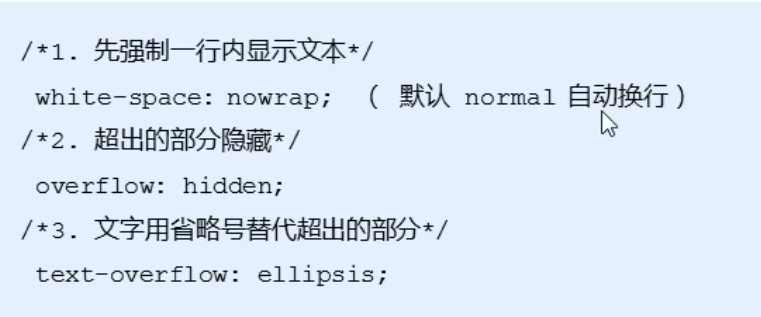 /*1. 先强制一行内显示文本*/
white-space: nowrap; （ 默认 normal 自动换行）
/*2. 超出的部分隐藏*/
overflow: hidden;
/*3. 文字用省略号替代超出的部分*/
text-overflow: ellipsis;